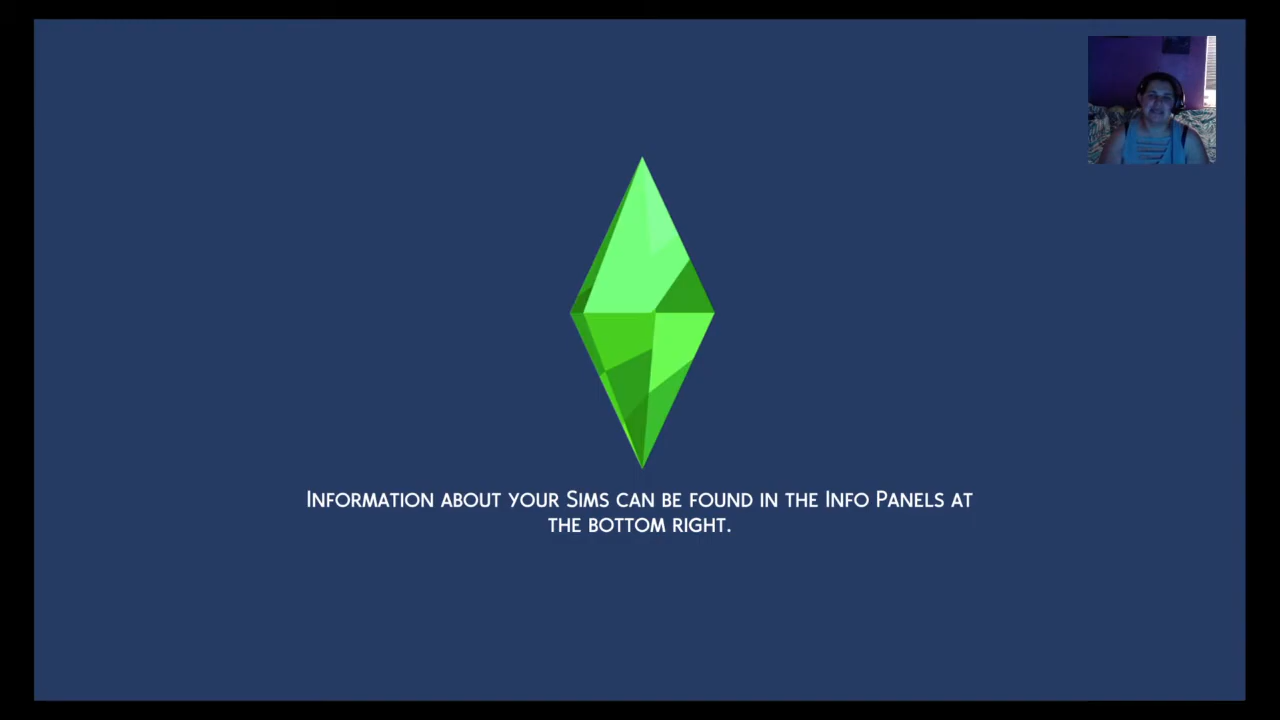 Information about your Sims can be found in the Info Panels at
the bottom right.